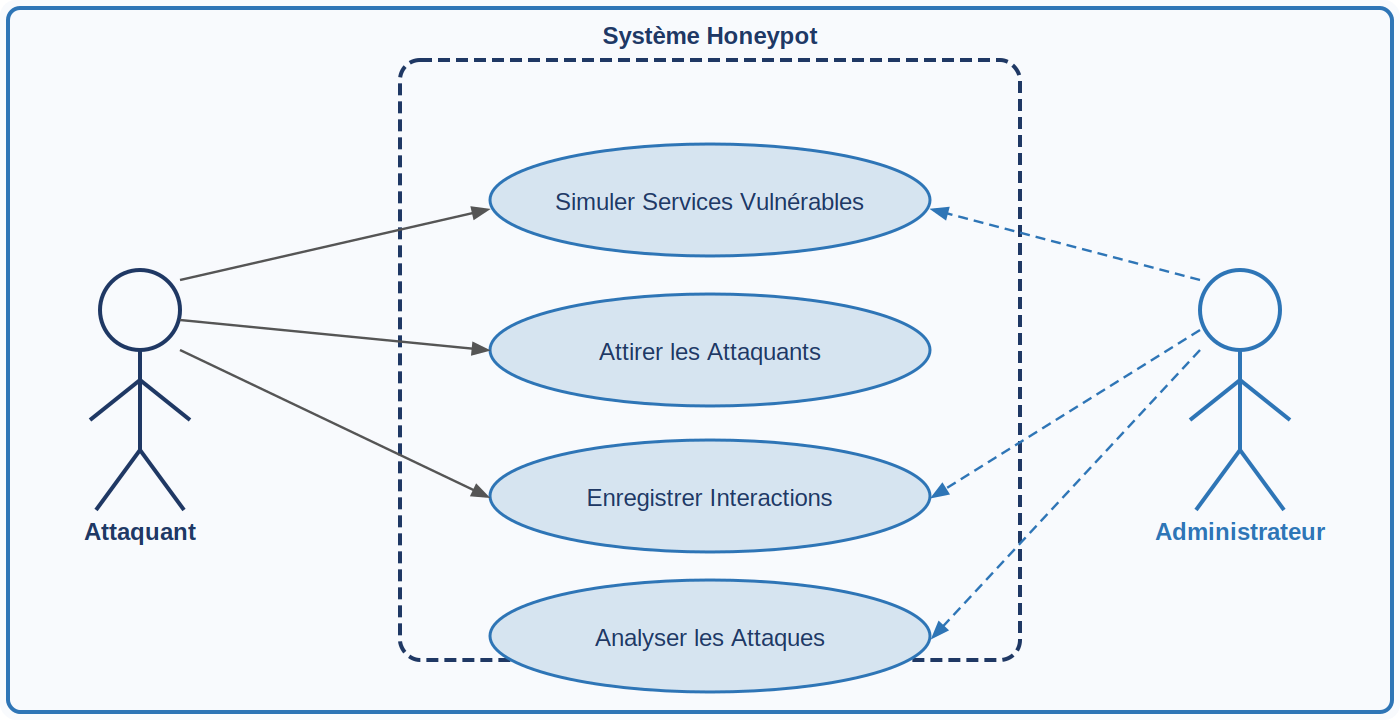 Système Honeypot
Simuler Services Vulnérables
Attirer les Attaquants
Enregistrer Interactions
Attaquant
Administrateur
Analyser les Attaques